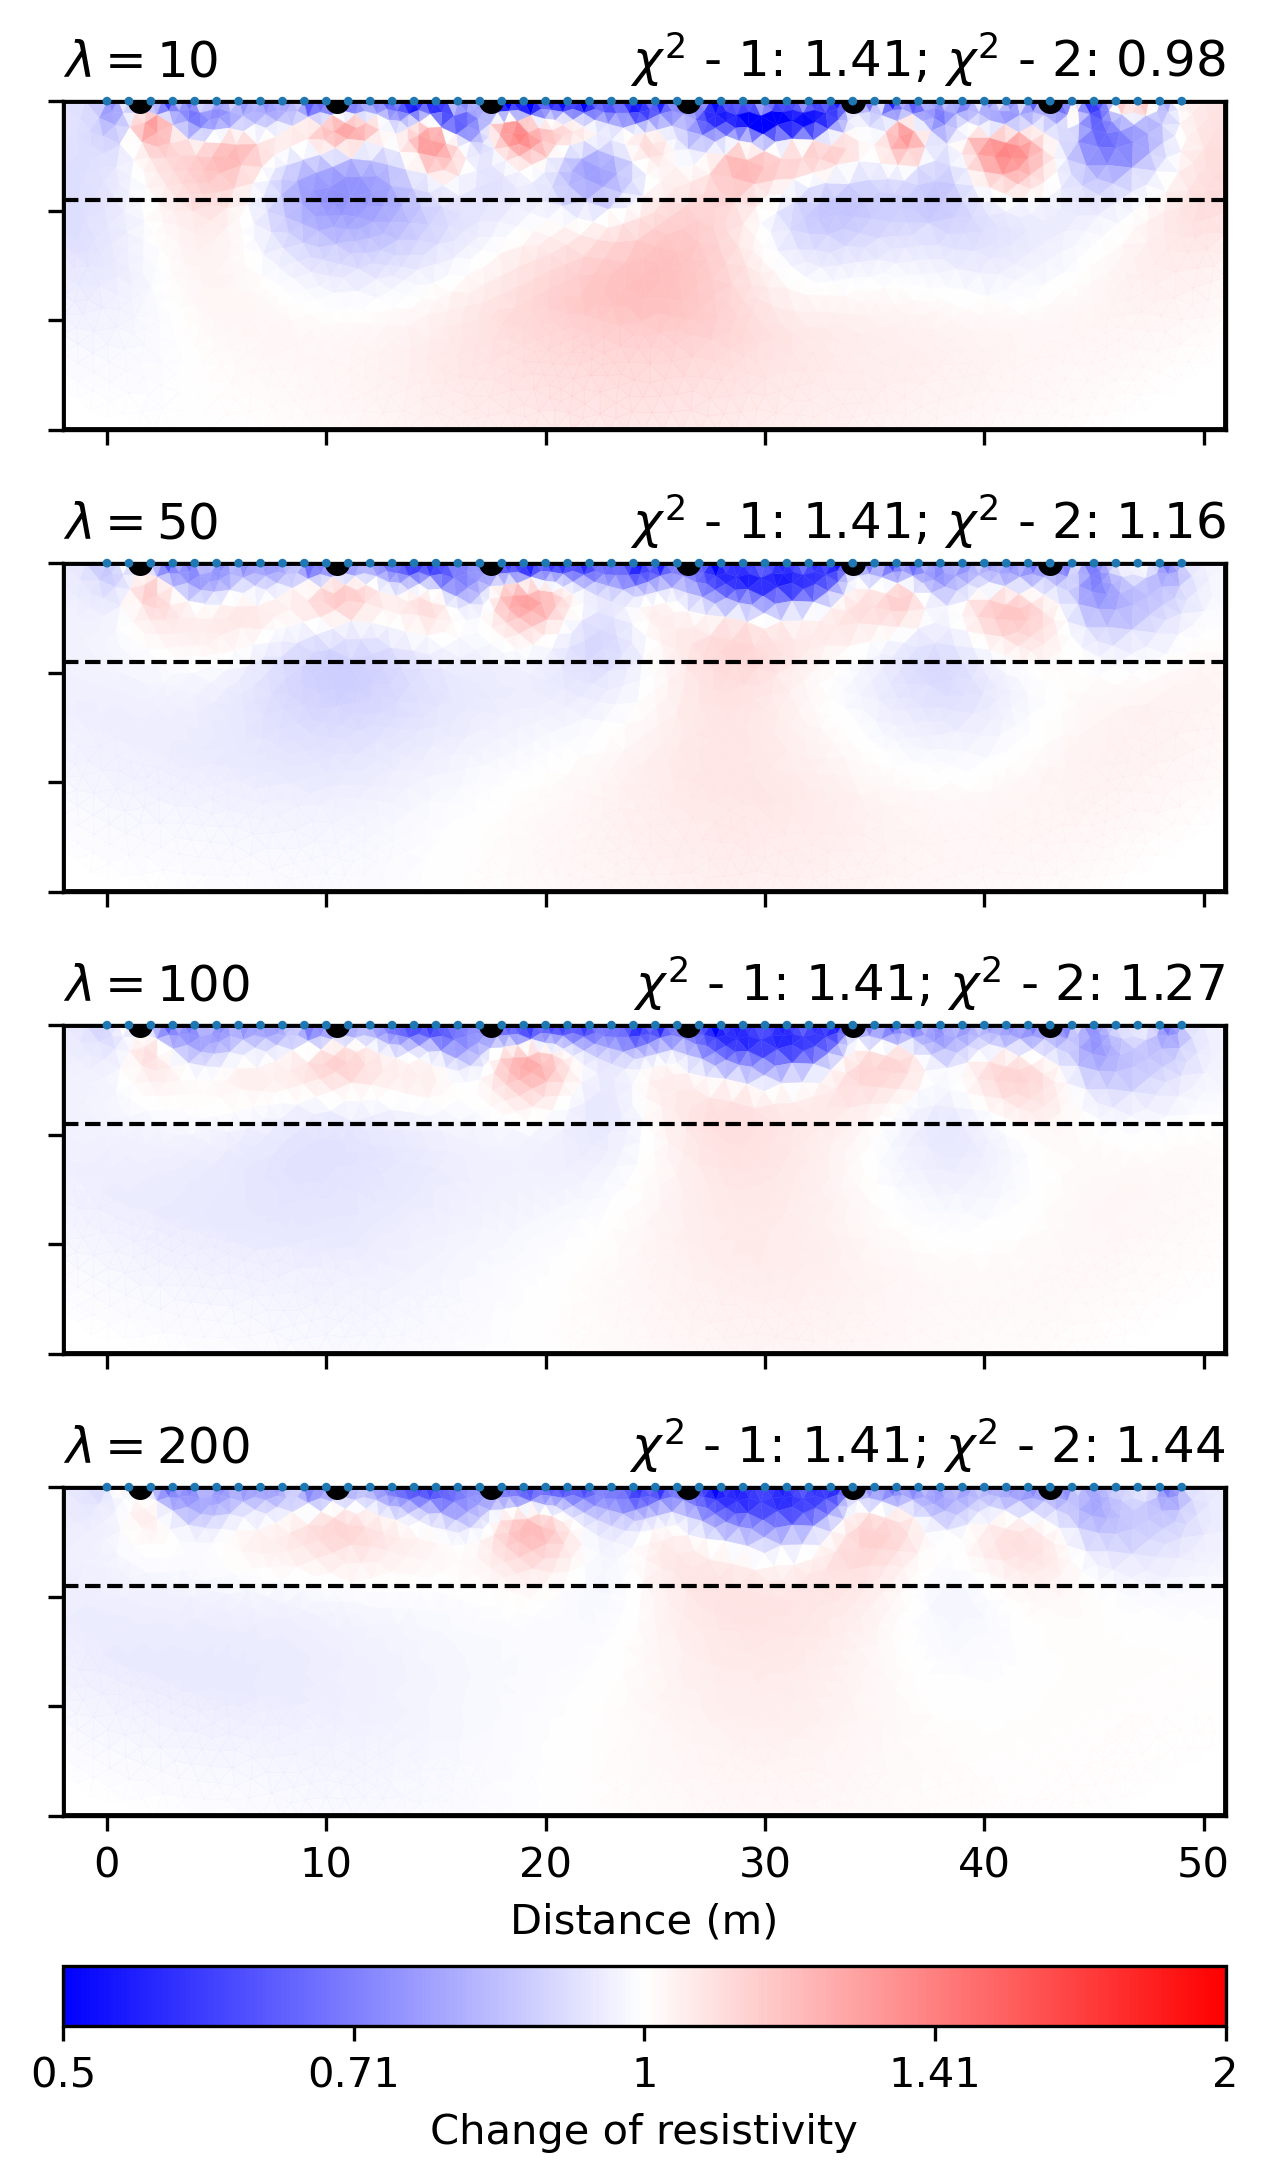 λ = 10 χ² - 1: 1.41; χ² - 2: 0.98
λ = 50 χ² - 1: 1.41; χ² - 2: 1.16
λ = 100 χ² - 1: 1.41; χ² - 2: 1.27
λ = 200 χ² - 1: 1.41; χ² - 2: 1.44
0 10 20 30 40 50
Distance (m)
0.5 0.71 1 1.41 2
Change of resistivity